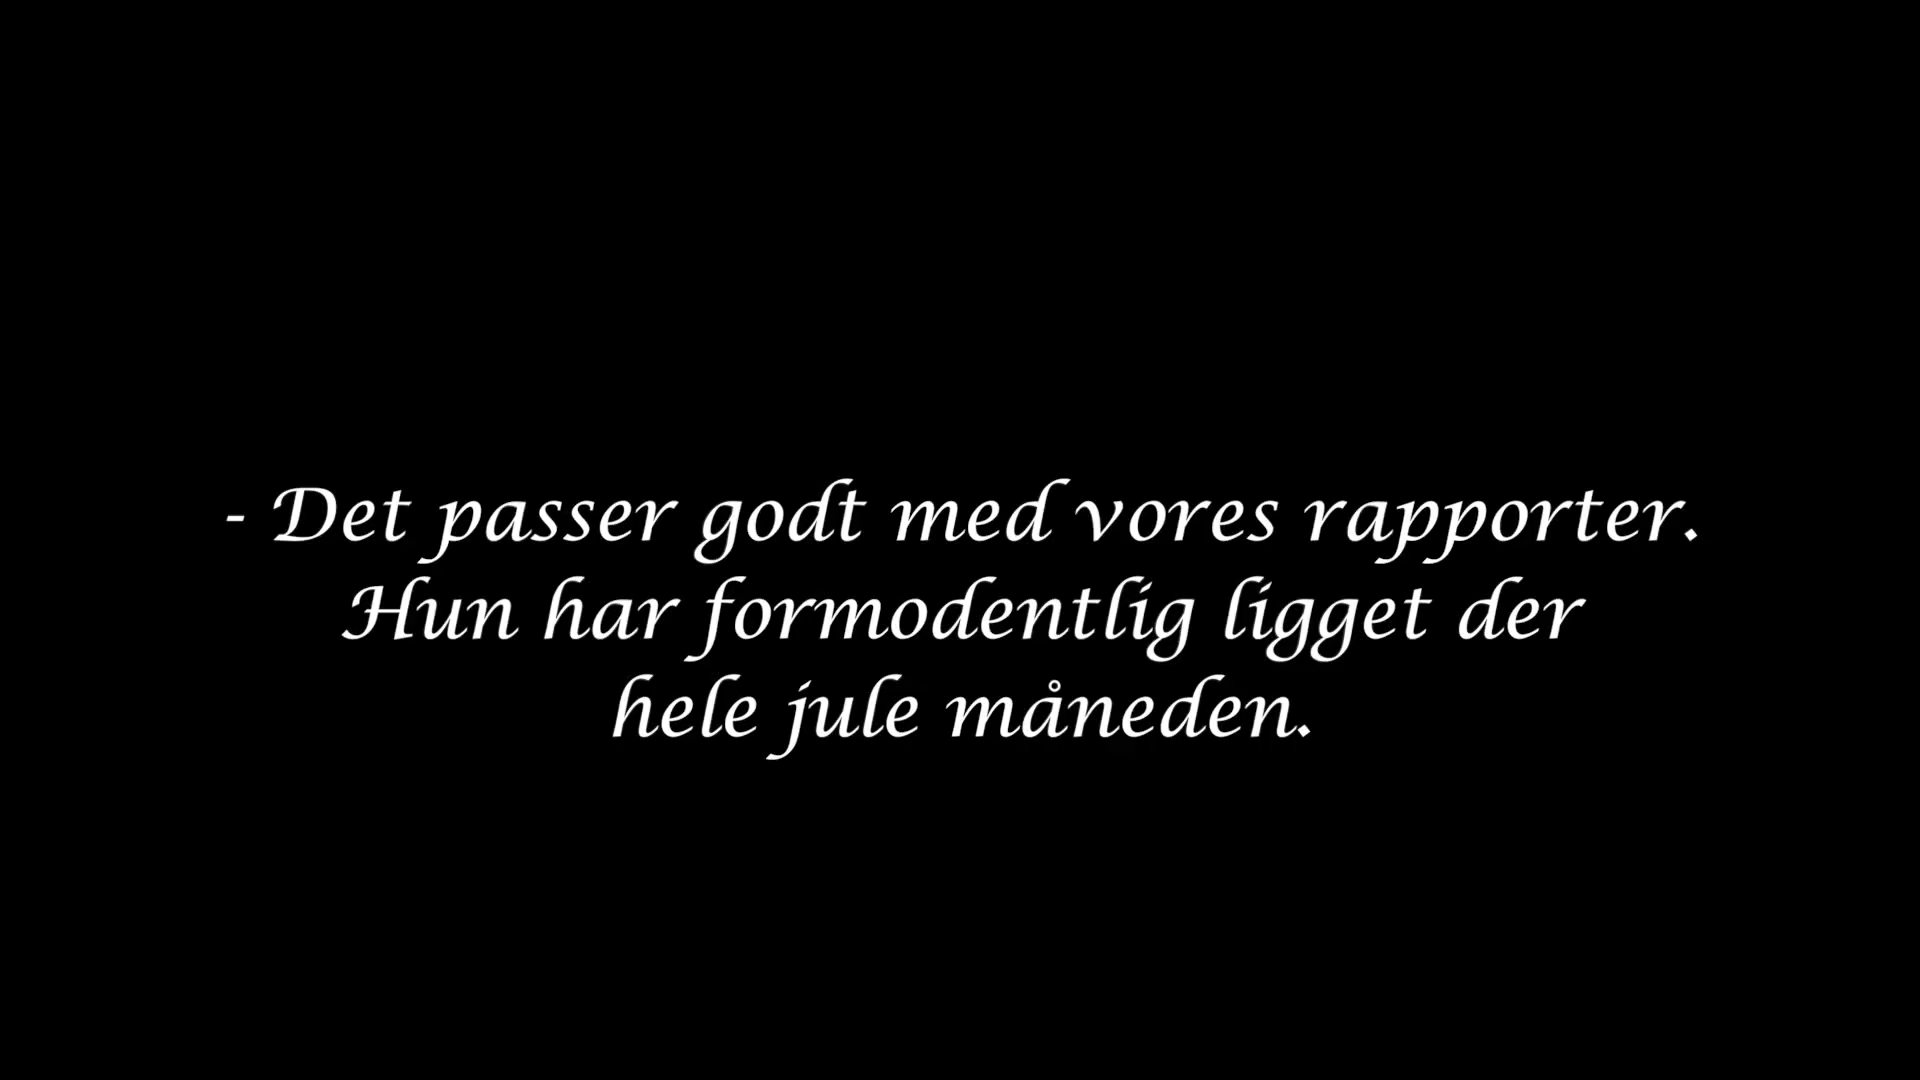 - Det passer godt med vores rapporter.
Hun har formodentlig ligget der
hele jule måneden.